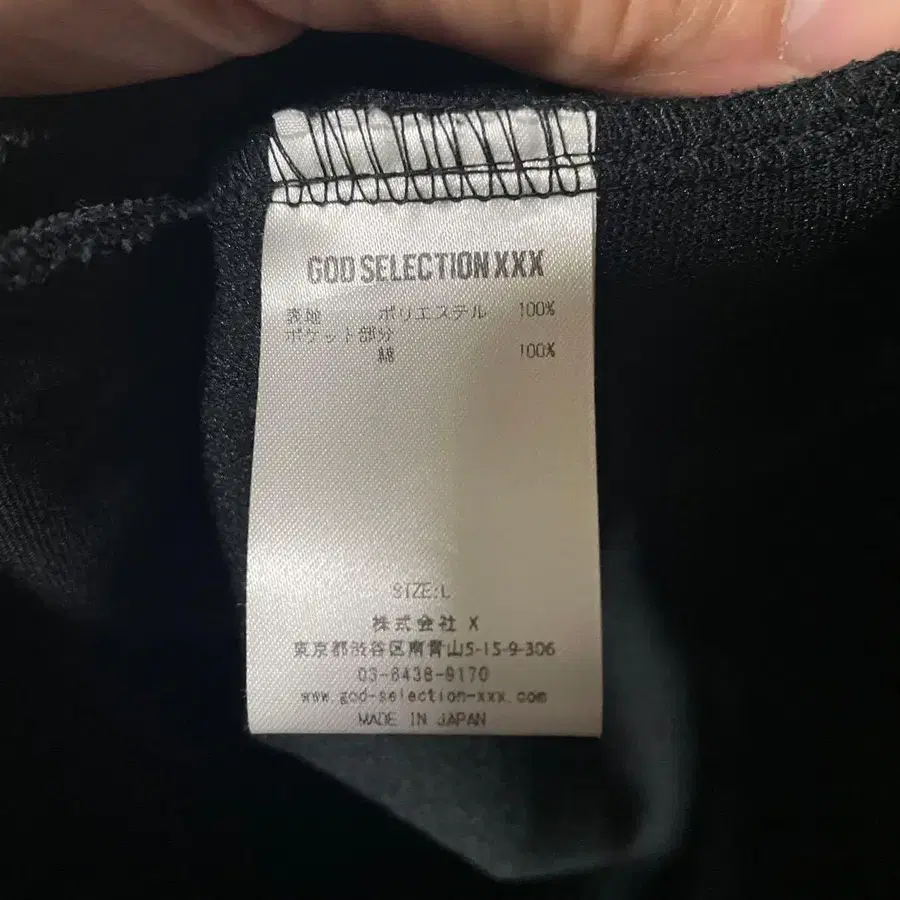 GOD SELECTION XXX
表地 ポリエステル 100%
ポケット部分
綿 100%
SIZE:L
株式会社 X
東京都渋谷区南青山5-15-9-306
03-6438-9170
www.god-selection-xxx.com
MADE IN JAPAN